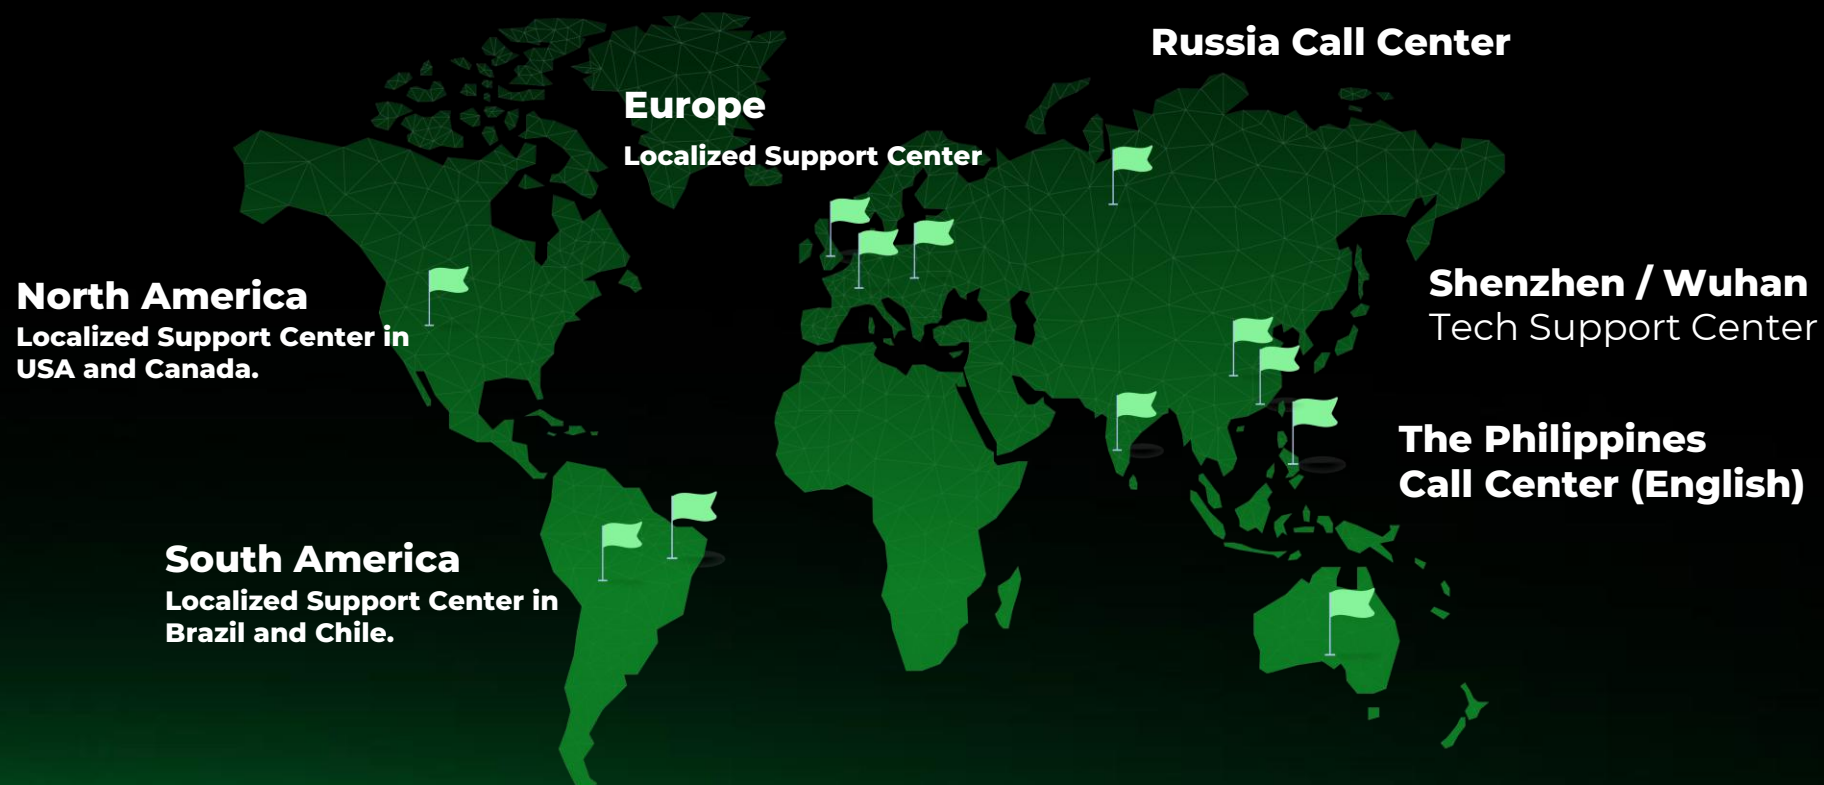 Russia Call Center
Europe
Localized Support Center
North America
Localized Support Center in
USA and Canada.
Shenzhen / Wuhan
Tech Support Center
The Philippines
Call Center (English)
South America
Localized Support Center in
Brazil and Chile.